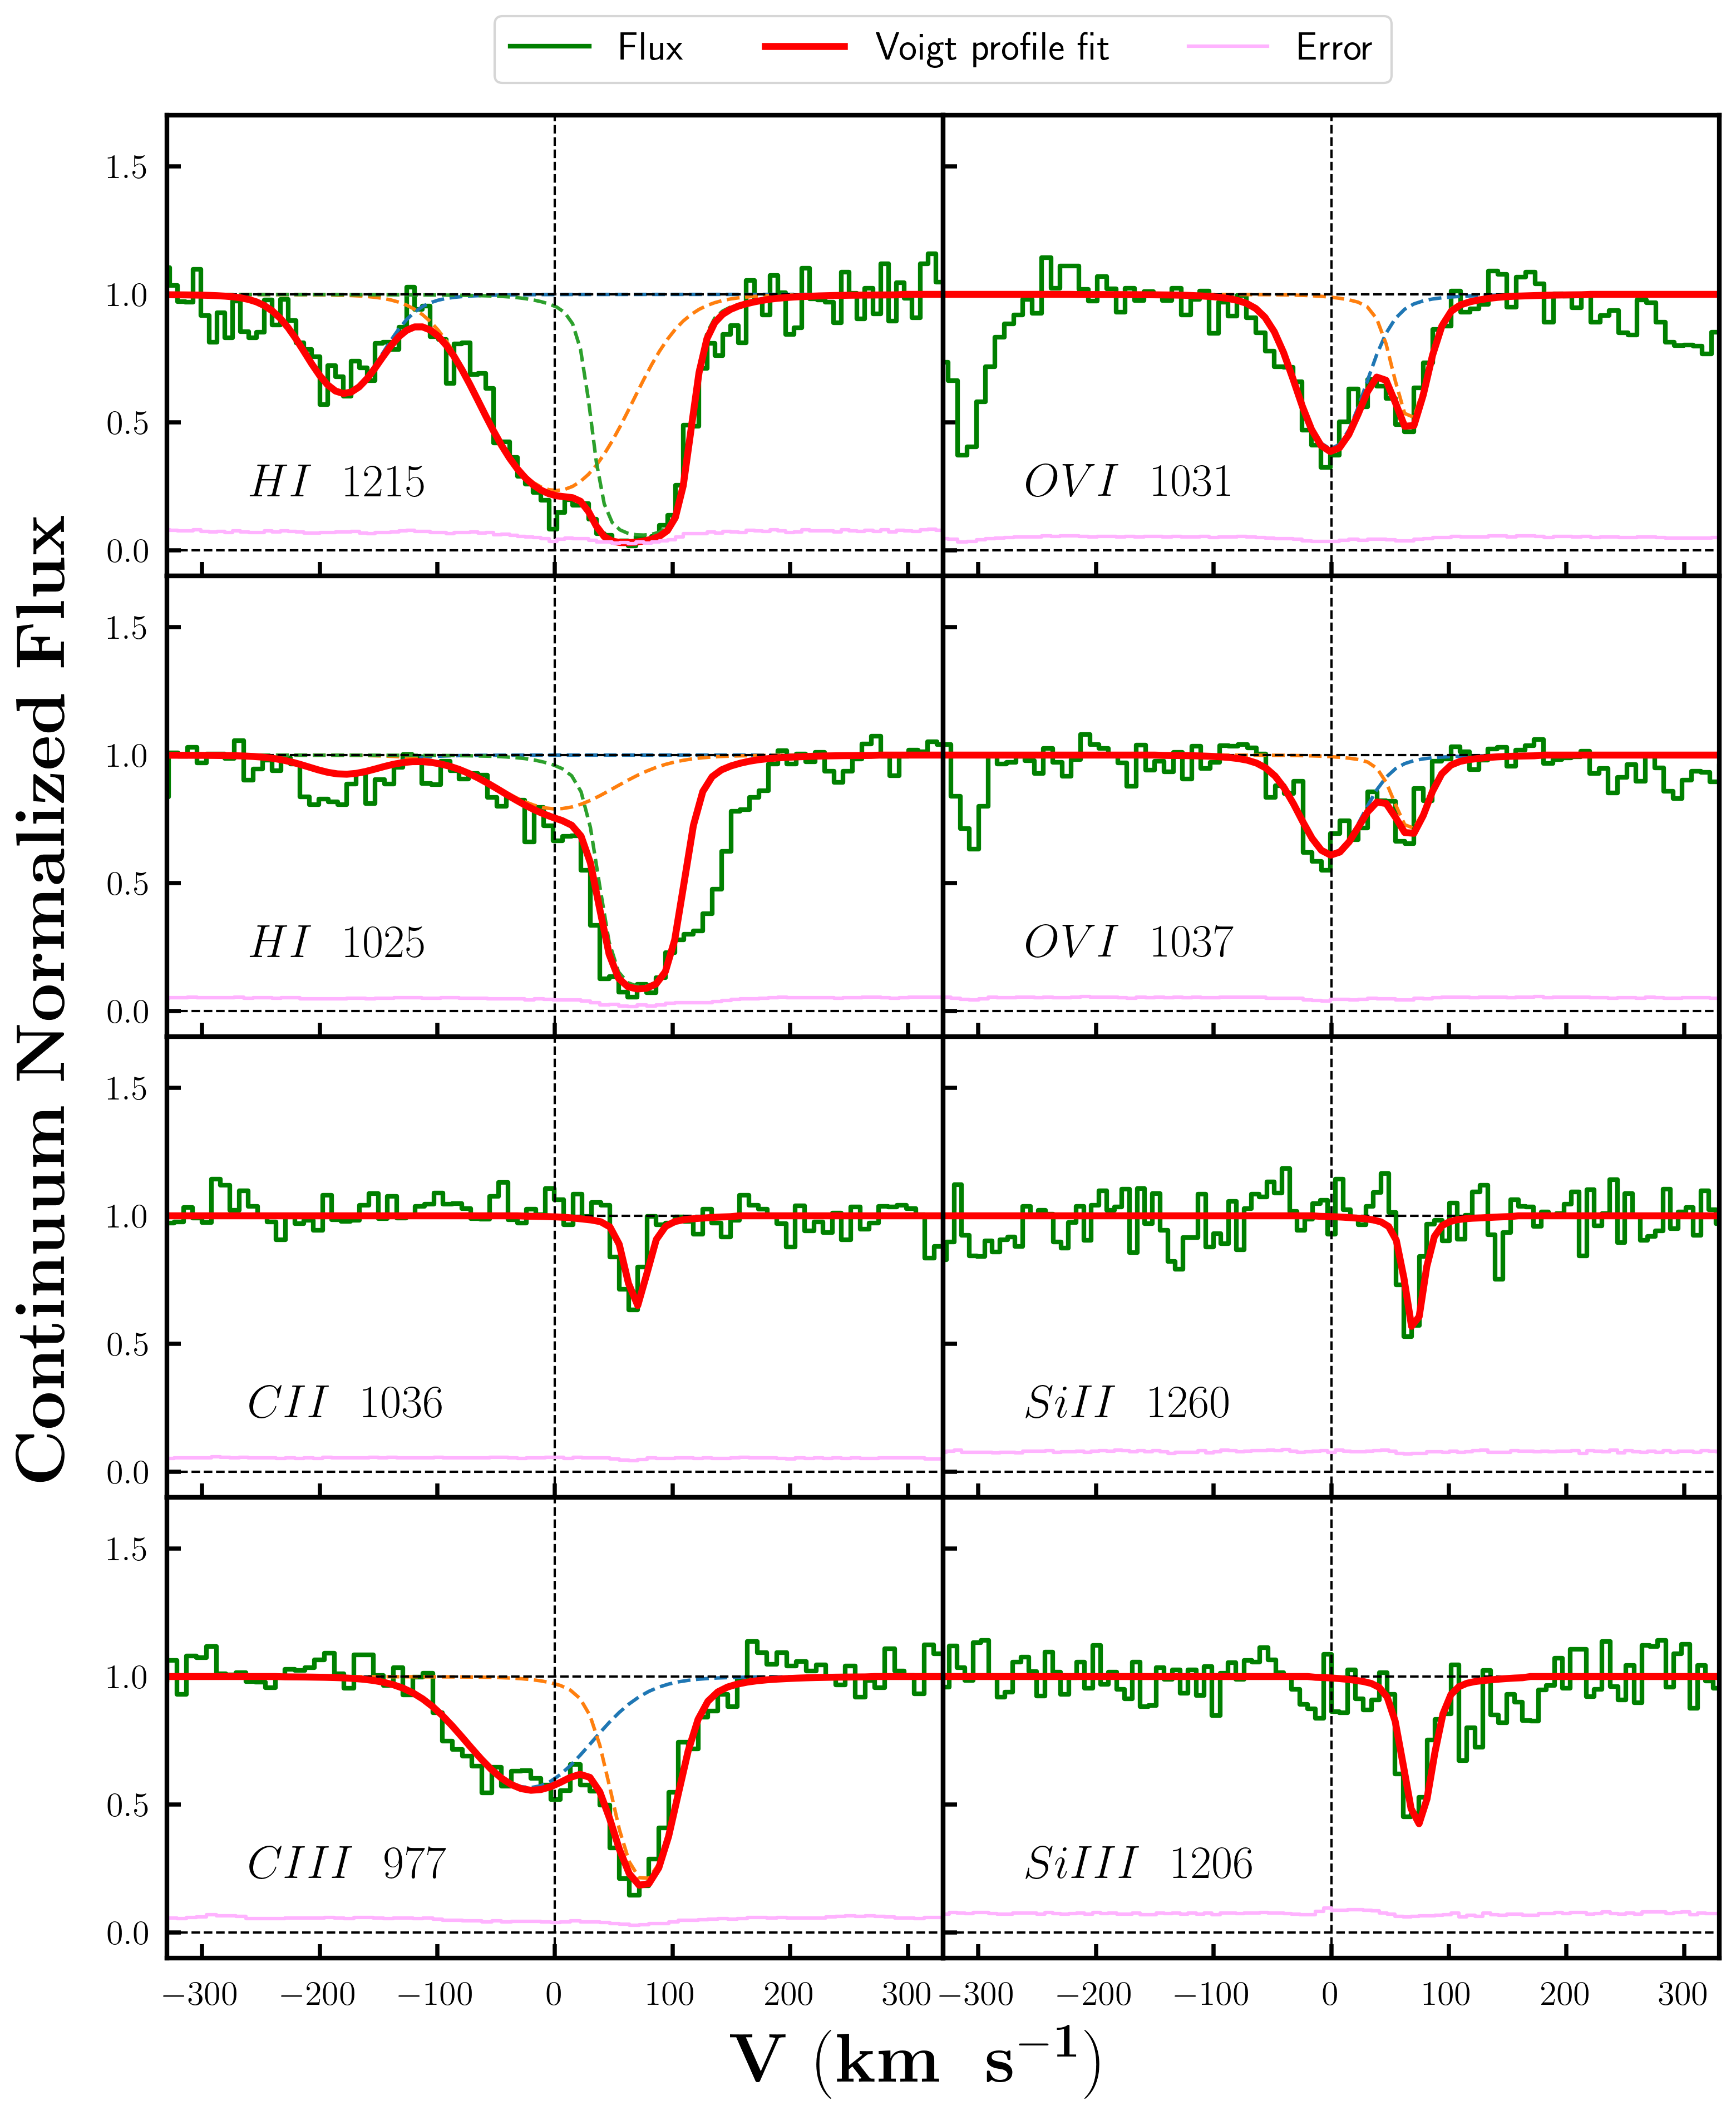 Flux Voigt profile fit Error
Continuum Normalized Flux
1.5
1.0
0.5
0.0
HI 1215
OVI 1031
1.5
1.0
0.5
0.0
HI 1025
OVI 1037
1.5
1.0
0.5
0.0
CII 1036
SiII 1260
1.5
1.0
0.5
0.0
CIII 977
SiIII 1206
−300 −200 −100 0 100 200 300 −300 −200 −100 0 100 200 300
V (km s⁻¹)